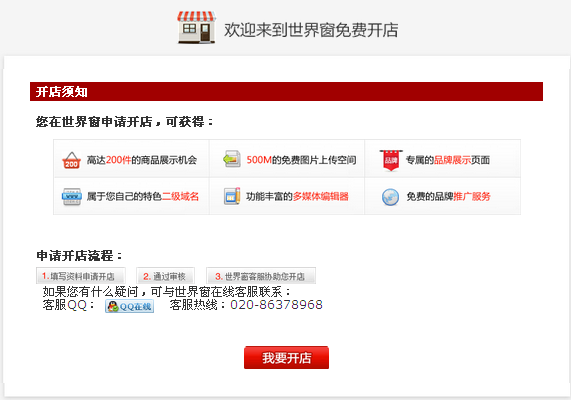 欢迎来到世界窗免费开店
开店须知
您在世界窗申请开店，可获得：
200 高达200件的商品展示机会 500M的免费图片上传空间 品牌 专属的品牌展示页面
www 属于您自己的特色二级域名 功能丰富的多媒体编辑器 免费的品牌推广服务
申请开店流程：
1.填写资料申请开店 2.通过审核 3.世界窗客服协助您开店
如果您有什么疑问，可与世界窗在线客服联系：
客服QQ： QQ在线 客服热线：020-86378968
我要开店